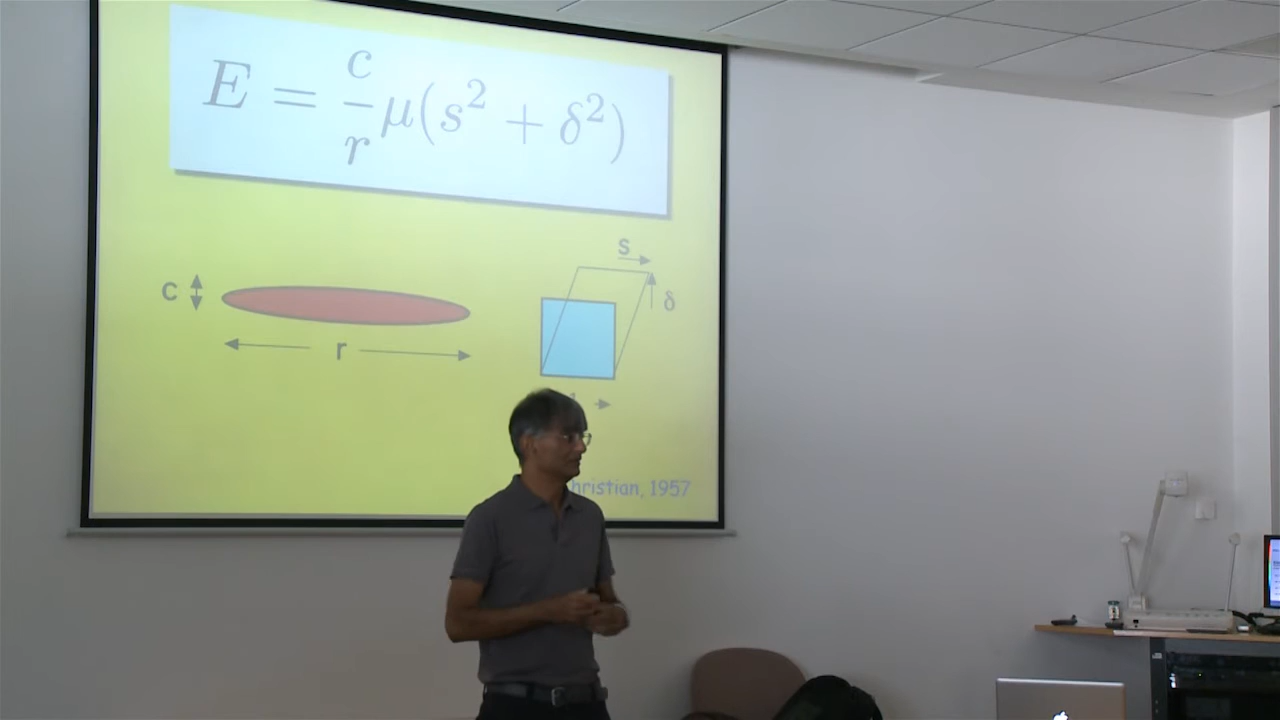 E = c/r μ(s² + δ²)
s
c
δ
r
hristian, 1957